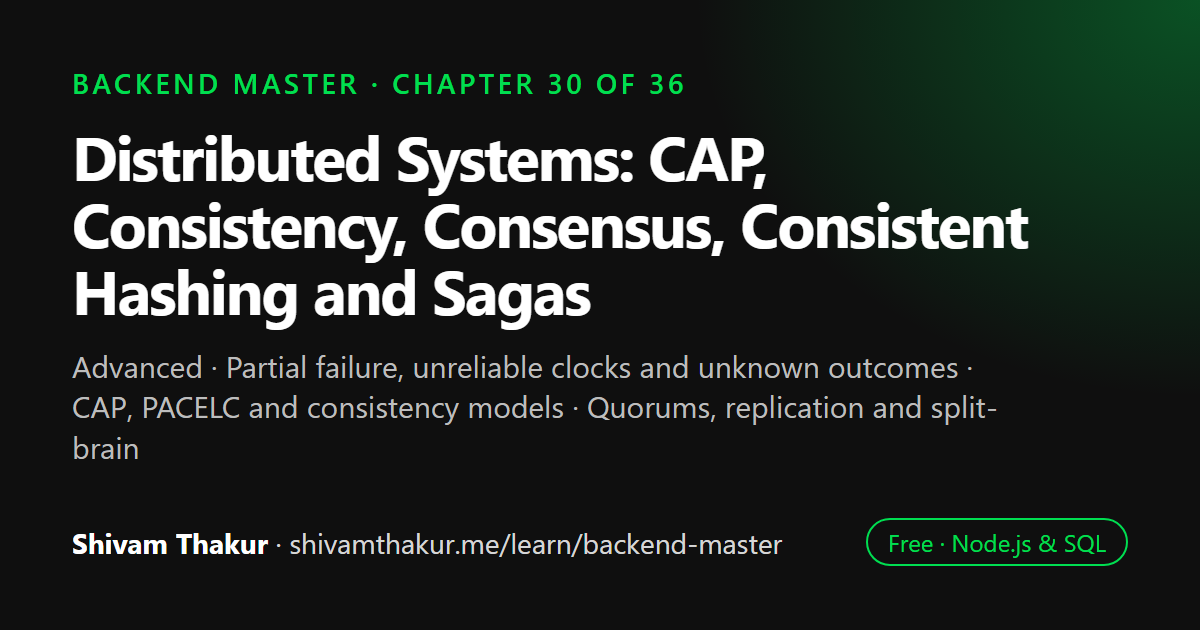 BACKEND MASTER · CHAPTER 30 OF 36
Distributed Systems: CAP,
Consistency, Consensus, Consistent
Hashing and Sagas
Advanced · Partial failure, unreliable clocks and unknown outcomes ·
CAP, PACELC and consistency models · Quorums, replication and split-
brain
Shivam Thakur · shivamthakur.me/learn/backend-master
Free · Node.js & SQL